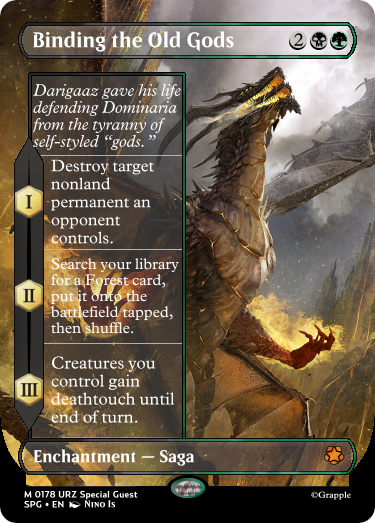 Binding the Old Gods 2
Darigaaz gave his life
defending Dominaria
from the tyranny of
self-styled “gods.”
I
Destroy target
nonland
permanent an
opponent
controls.
II
Search your library
for a Forest card,
put it onto the
battlefield tapped,
then shuffle.
III
Creatures you
control gain
deathtouch until
end of turn.
Enchantment — Saga
M 0178 URZ Special Guest
SPG • EN Nino Is
©Grapple